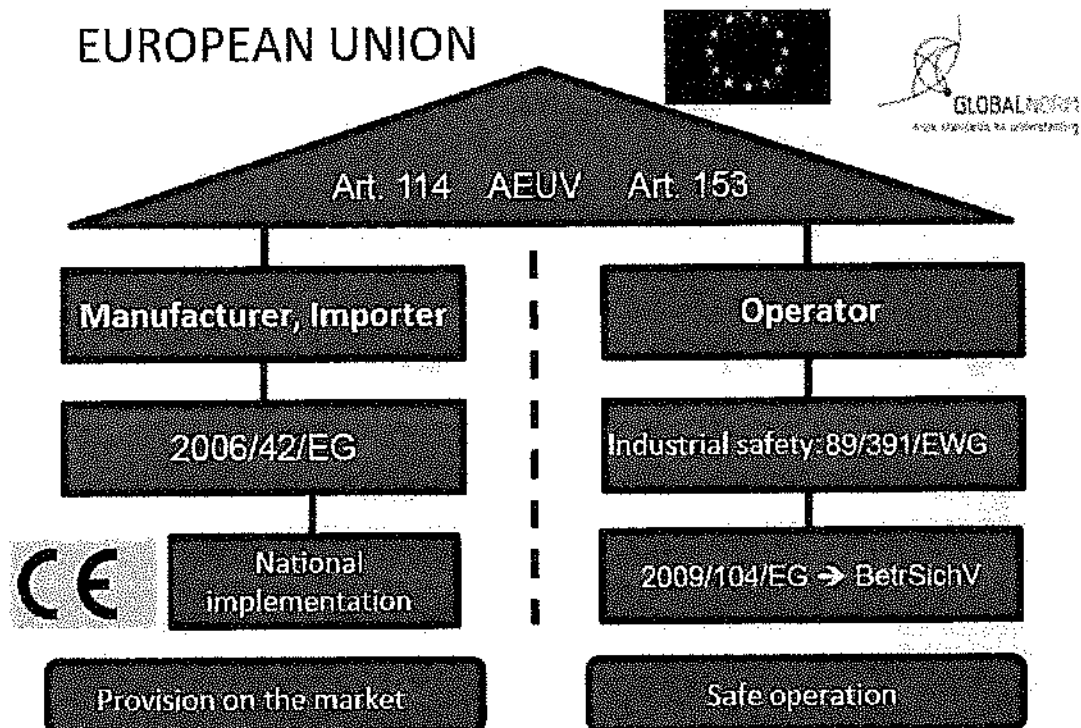 EUROPEAN UNION
GLOBALNORM
Art. 114 AEUV Art. 153
Manufacturer, Importer
Operator
2006/42/EG
Industrial safety: 89/391/EWG
CE
National
implementation
2009/104/EG → BetrSichV
Provision on the market
Safe operation